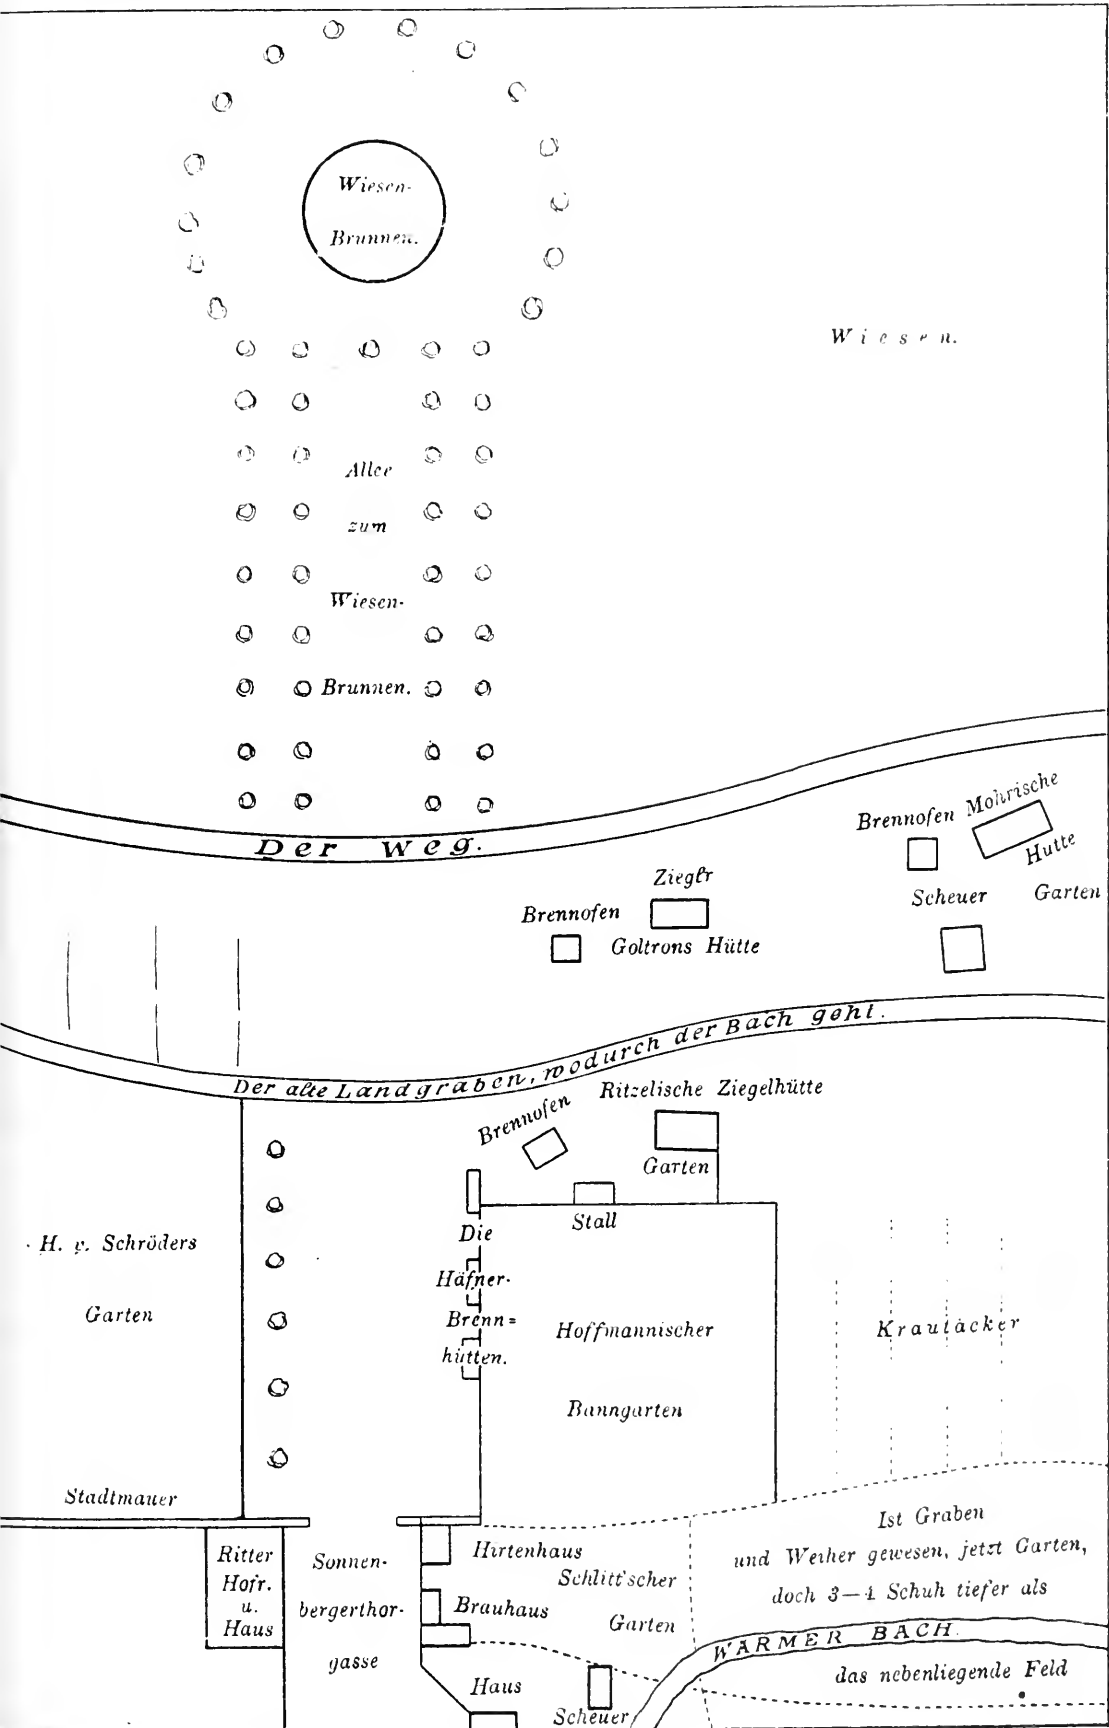 Wiesen-
Brunnen.
Wiesen.
Allee
zum
Wiesen-
Brunnen.
Der Weg.
Brennofen Mohrische
Hutte
Scheuer Garten
Zieglr
Brennofen
Goltrons Hütte
Der alte Landgraben, wodurch der Bach geht.
Brennofen
Ritzelische Ziegelhütte
Garten
Stall
Die
Häfner-
Brenn=
hütten.
H. v. Schröders
Garten
Hoffmannischer
Banngarten
Krautäcker
Stadtmauer
Ritter
Hofr.
u.
Haus
Sonnen-
bergerthor-
gasse
Hirtenhaus
Schlitt'scher
Garten
Brauhaus
Haus
Scheuer
Ist Graben
und Weiher gewesen, jetzt Garten,
doch 3—4 Schuh tiefer als
WARMER BACH.
das nebenliegende Feld